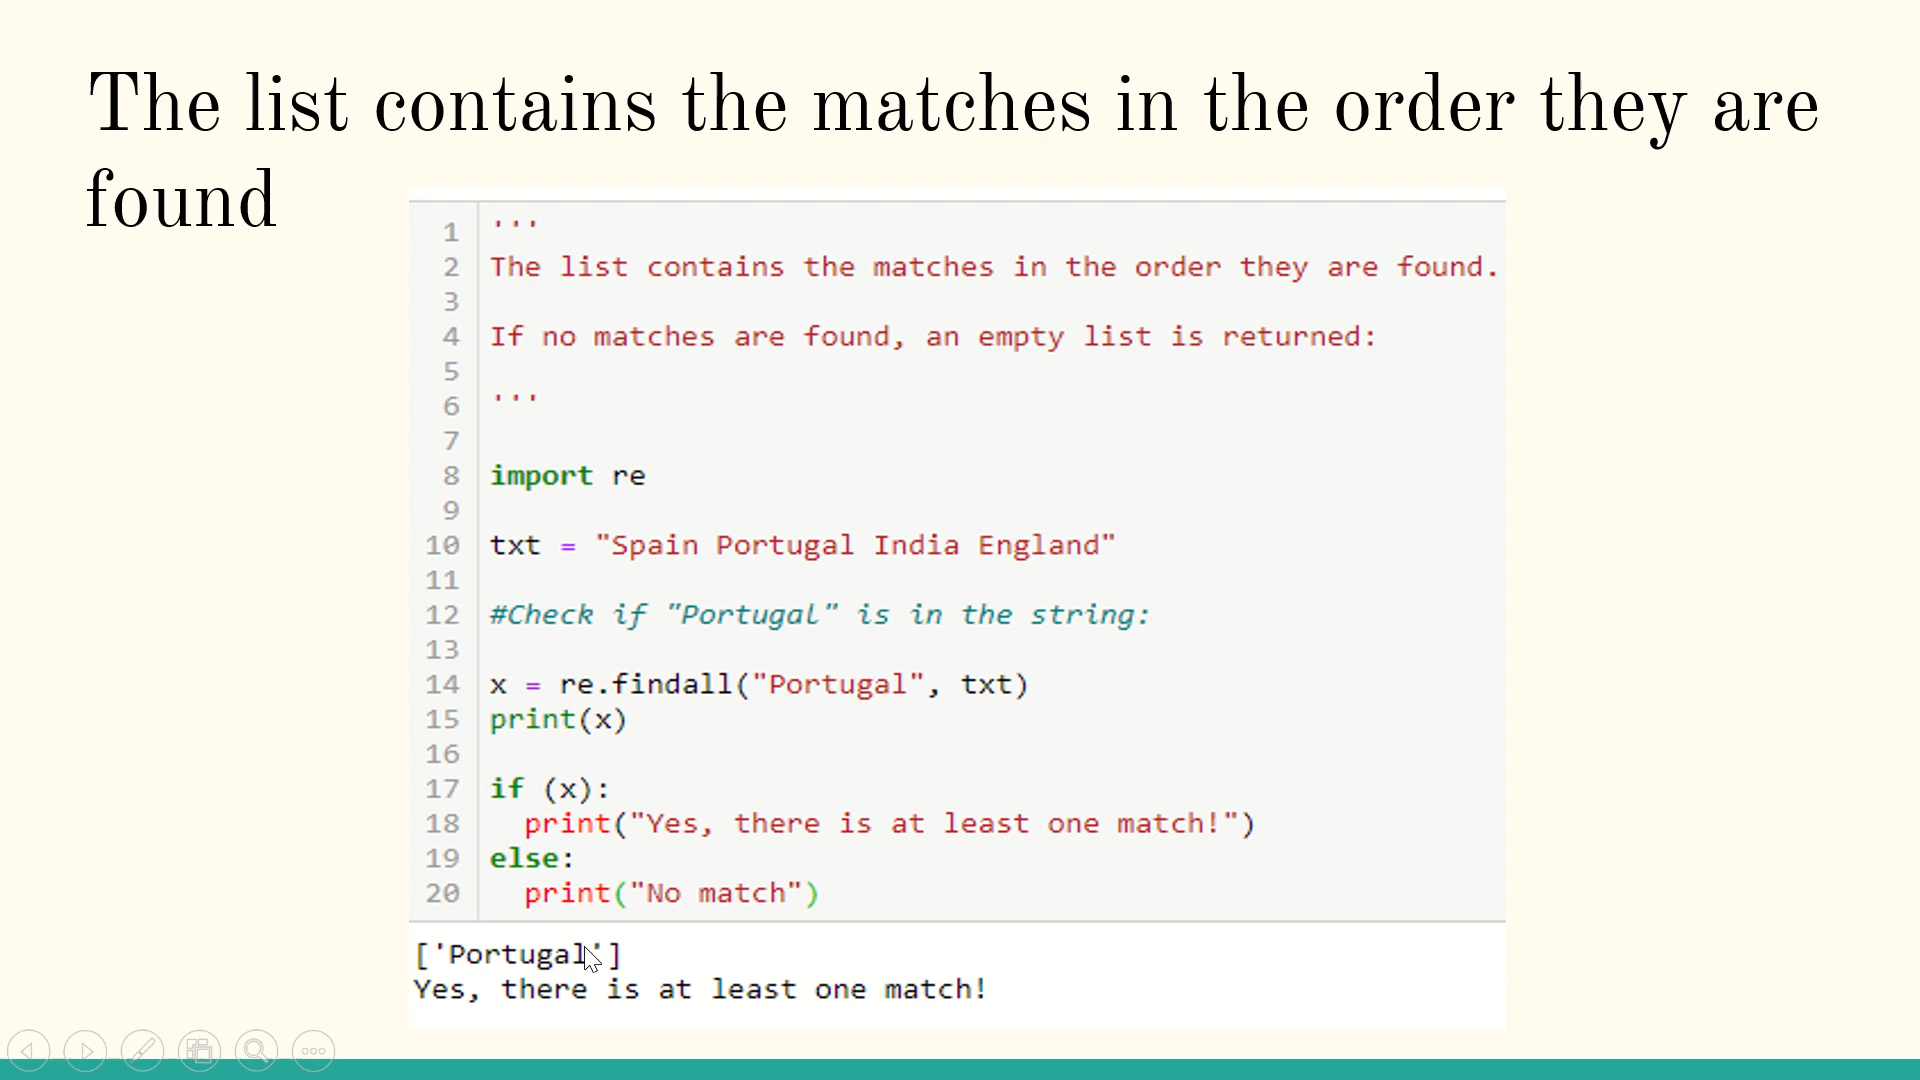 The list contains the matches in the order they are
found
1 '''
2 The list contains the matches in the order they are found.
3
4 If no matches are found, an empty list is returned:
5
6 '''
7
8 import re
9
10 txt = "Spain Portugal India England"
11
12 #Check if "Portugal" is in the string:
13
14 x = re.findall("Portugal", txt)
15 print(x)
16
17 if (x):
18   print("Yes, there is at least one match!")
19 else:
20   print("No match")
['Portugal']
Yes, there is at least one match!